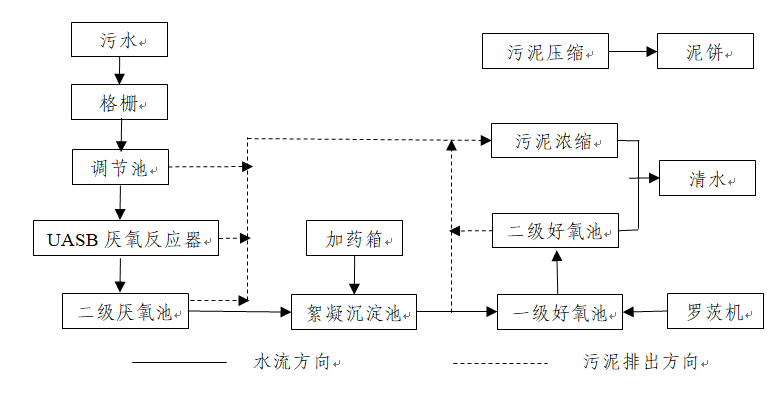 污水
污泥压缩
泥饼
格栅
污泥浓缩
调节池
清水
UASB 厌氧反应器
加药箱
二级好氧池
二级厌氧池
絮凝沉淀池
一级好氧池
罗茨机
水流方向
污泥排出方向